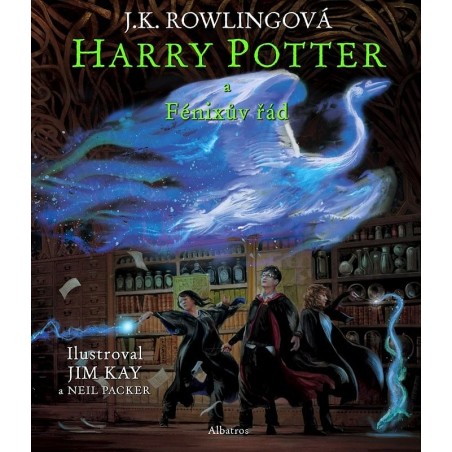 J.K. ROWLINGOVÁ
HARRY POTTER
a
Fénixův řád
Ilustroval
JIM KAY
a NEIL PACKER
Albatros